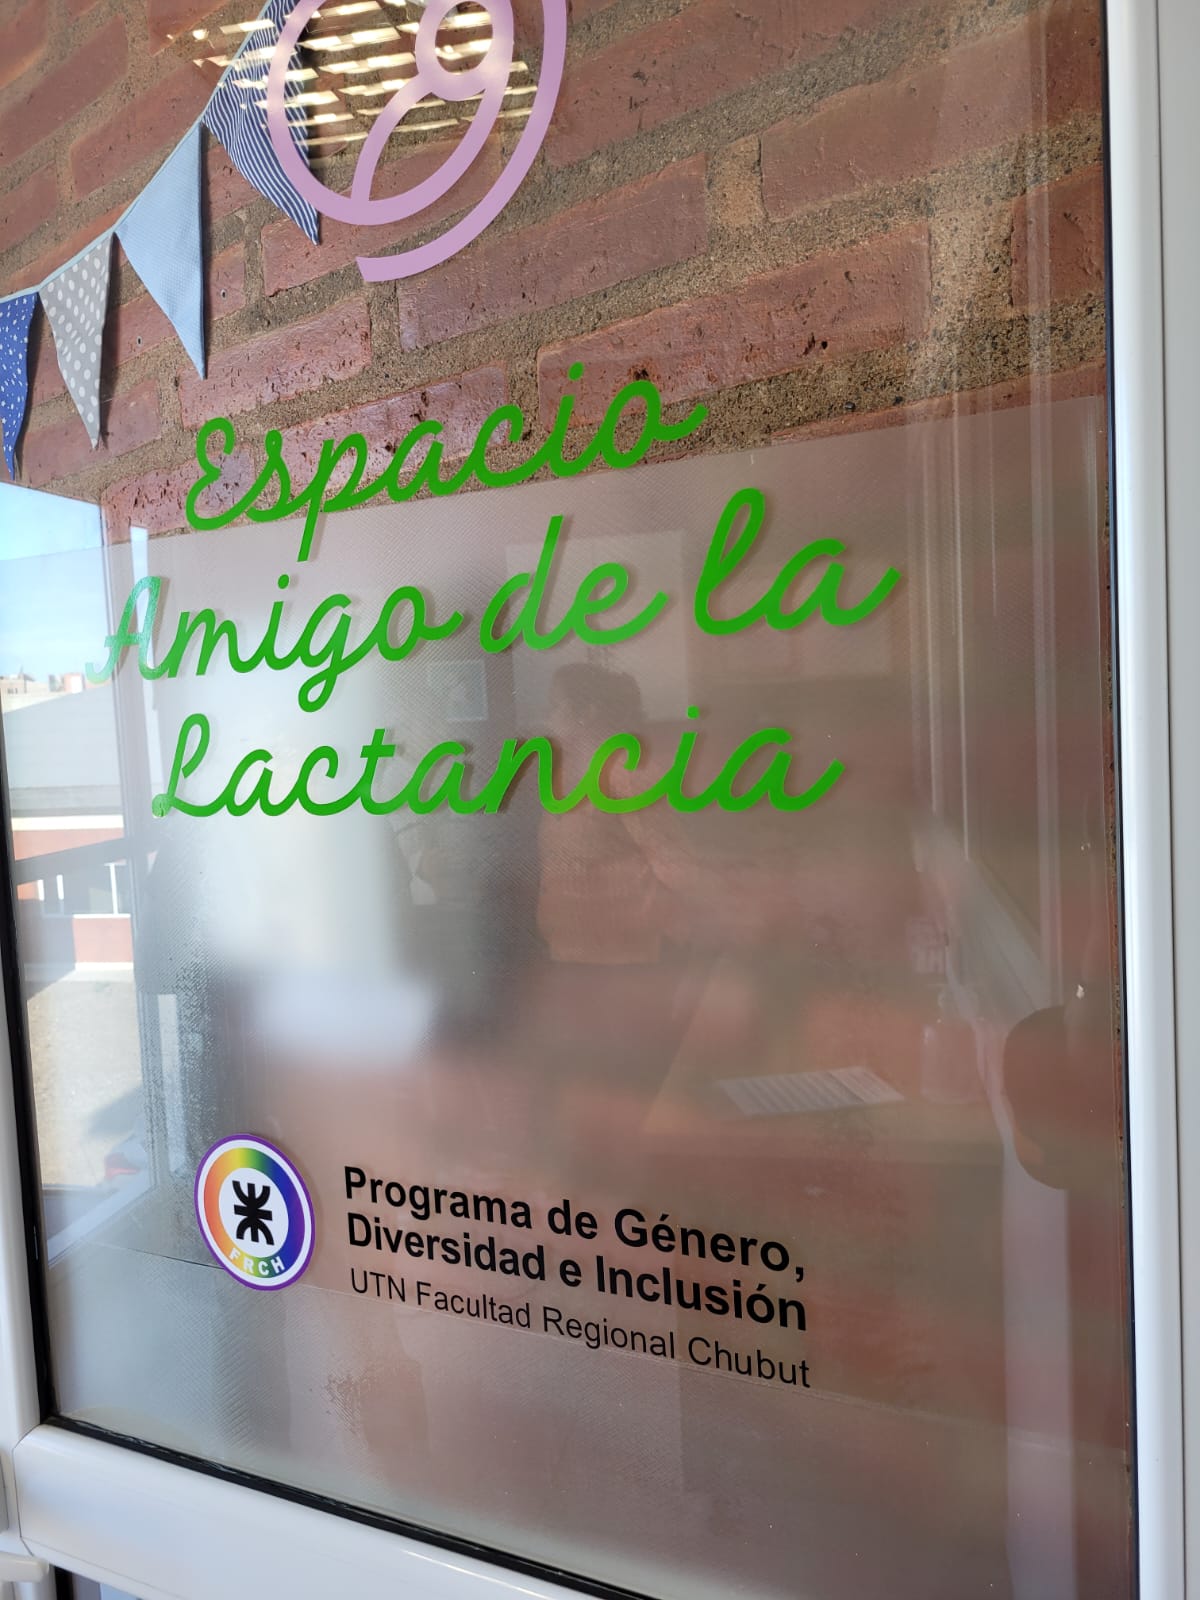 Espacio
Amigo de la
Lactancia
FRCH
Programa de Género,
Diversidad e Inclusión
UTN Facultad Regional Chubut